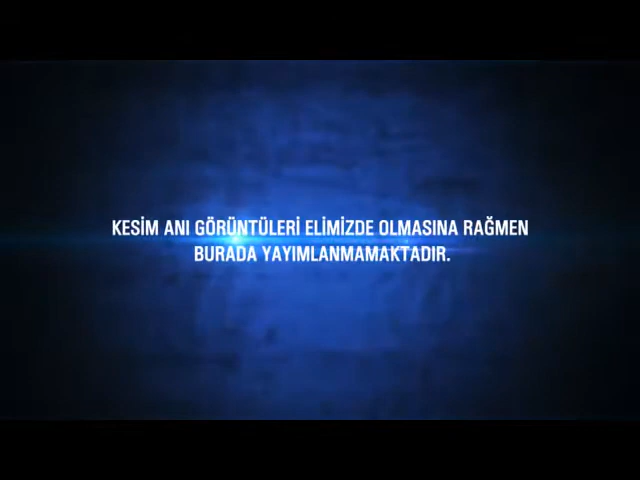 KESİM ANI GÖRÜNTÜLERİ ELİMİZDE OLMASINA RAĞMEN
BURADA YAYIMLANMAMAKTADIR.